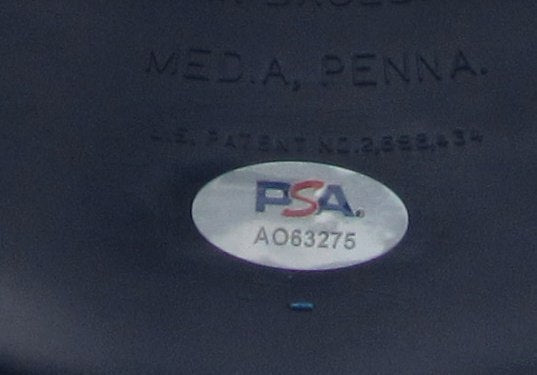 MEDIA, PENNA.
U.S. PATENT NO.
PSA
AO63275